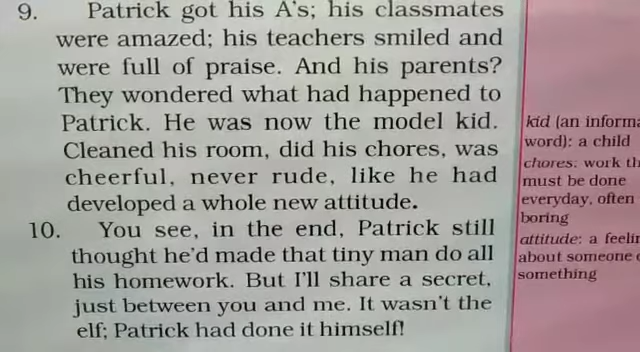 9. Patrick got his A's; his classmates
were amazed; his teachers smiled and
were full of praise. And his parents?
They wondered what had happened to
Patrick. He was now the model kid.
Cleaned his room, did his chores, was
cheerful, never rude, like he had
developed a whole new attitude.
10. You see, in the end, Patrick still
thought he'd made that tiny man do all
his homework. But I'll share a secret,
just between you and me. It wasn't the
elf; Patrick had done it himself!
kid (an
word): a child
chores: work
must be done
everyday, often
boring
attitude: a
about someone
something